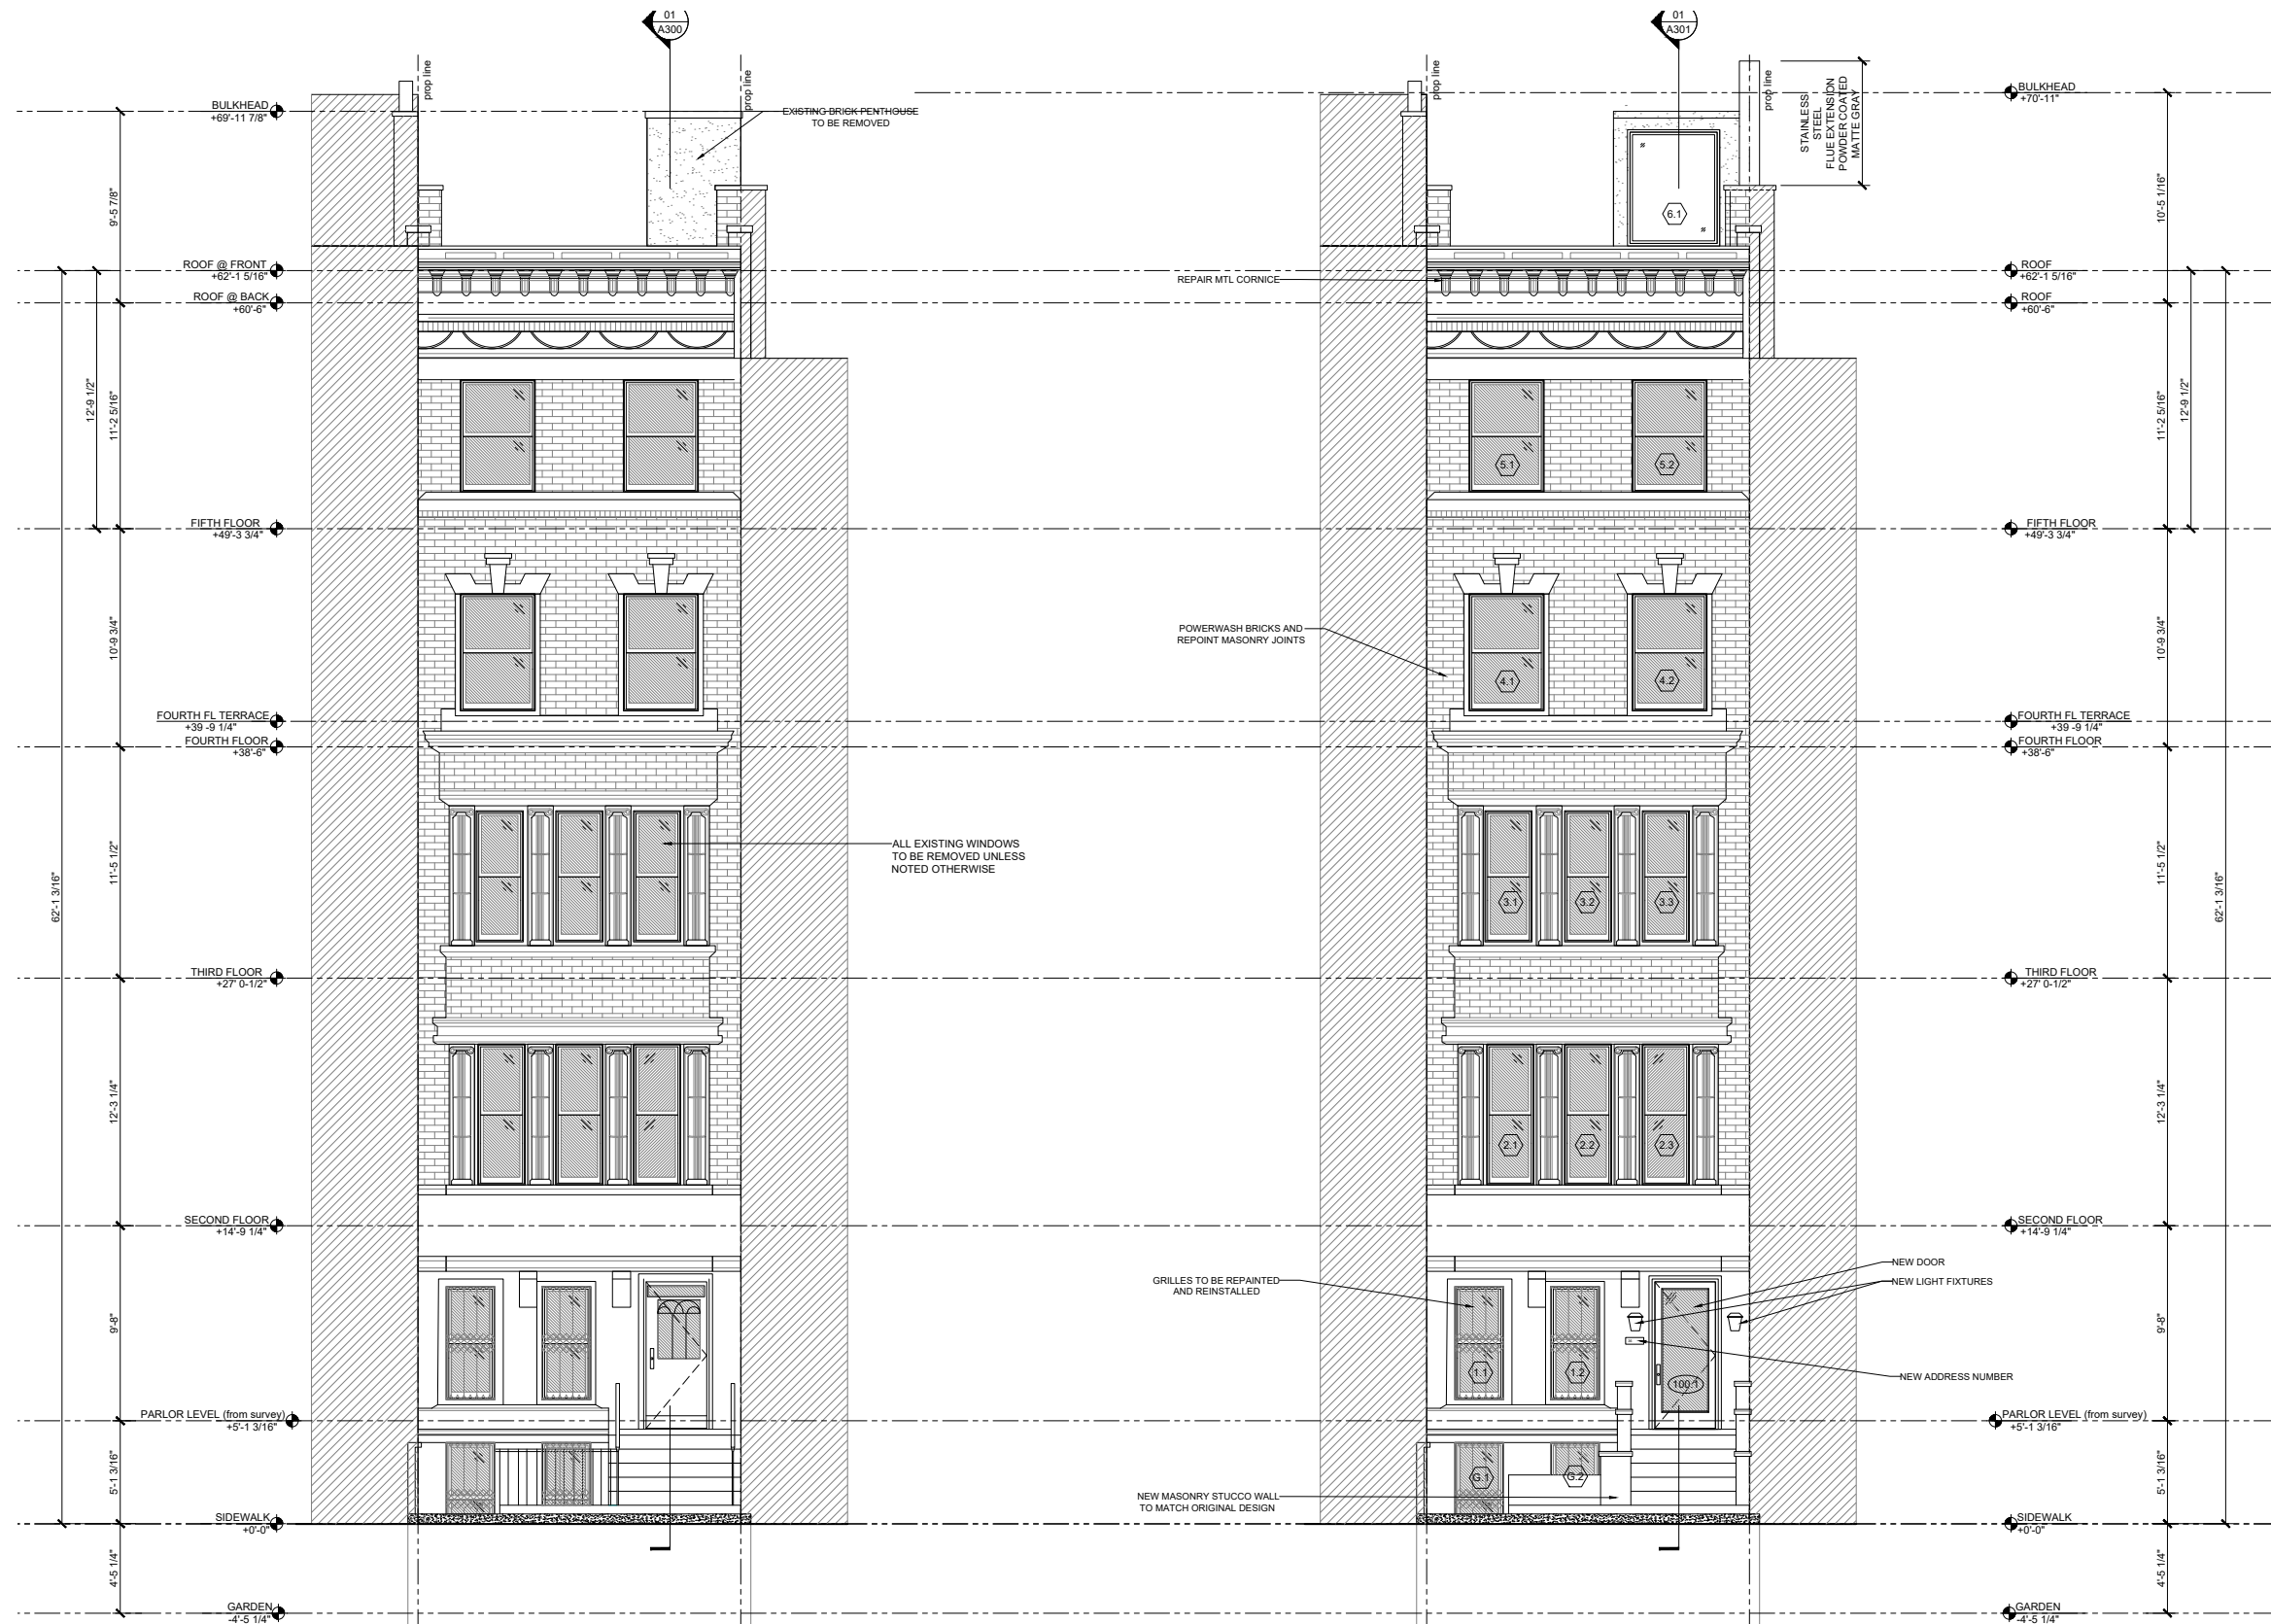 01
A300
prop line
prop line
BULKHEAD
+69'-11 7/8"
EXISTING BRICK PENTHOUSE
TO BE REMOVED
9'-5 7/8"
ROOF @ FRONT
+62'-1 5/16"
ROOF @ BACK
+60'-6"
12'-9 1/2"
11'-2 5/16"
FIFTH FLOOR
+49'-3 3/4"
10'-9 3/4"
FOURTH FL TERRACE
+39 -9 1/4"
FOURTH FLOOR
+38'-6"
ALL EXISTING WINDOWS
TO BE REMOVED UNLESS
NOTED OTHERWISE
11'-5 1/2"
62'-1 3/16"
THIRD FLOOR
+27' 0-1/2"
12'-3 1/4"
SECOND FLOOR
+14'-9 1/4"
9'-8"
PARLOR LEVEL (from survey)
+5'-1 3/16"
5'-1 3/16"
SIDEWALK
+0'-0"
4'-5 1/4"
GARDEN
-4'-5 1/4"
01
A301
prop line
prop line
STAINLESS
STEEL
FLUE EXTENSION
POWDER COATED
MATTE GRAY
BULKHEAD
+70'-11"
10'-5 1/16"
6.1
REPAIR MTL CORNICE
ROOF
+62'-1 5/16"
ROOF
+60'-6"
11'-2 5/16"
12'-9 1/2"
5.1
5.2
FIFTH FLOOR
+49'-3 3/4"
POWERWASH BRICKS AND
REPOINT MASONRY JOINTS
4.1
4.2
10'-9 3/4"
FOURTH FL TERRACE
+39 -9 1/4"
FOURTH FLOOR
+38'-6"
3.1
3.2
3.3
11'-5 1/2"
62'-1 3/16"
THIRD FLOOR
+27' 0-1/2"
2.1
2.2
2.3
12'-3 1/4"
SECOND FLOOR
+14'-9 1/4"
GRILLES TO BE REPAINTED
AND REINSTALLED
NEW DOOR
NEW LIGHT FIXTURES
9'-8"
1.1
1.2
100.1
NEW ADDRESS NUMBER
PARLOR LEVEL (from survey)
+5'-1 3/16"
G.1
G.2
NEW MASONRY STUCCO WALL
TO MATCH ORIGINAL DESIGN
5'-1 3/16"
SIDEWALK
+0'-0"
4'-5 1/4"
GARDEN
-4'-5 1/4"